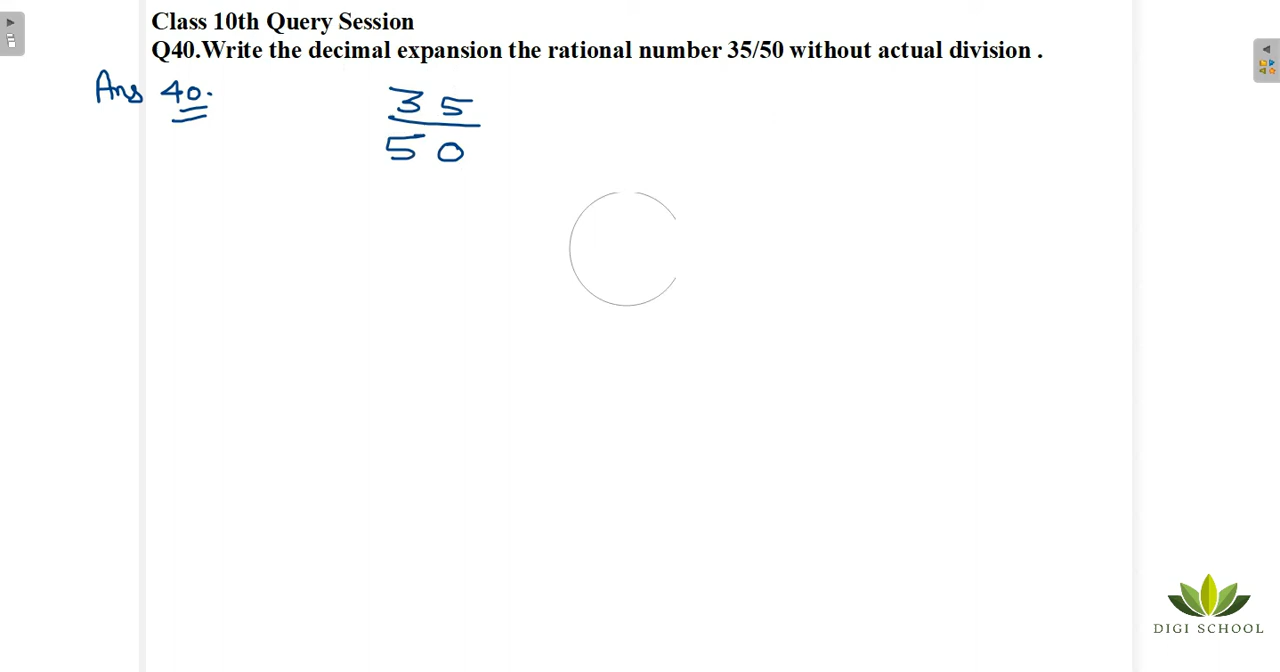 Class 10th Query Session
Q40.Write the decimal expansion the rational number 35/50 without actual division .
Ans 40.
35
50
DIGI SCHOOL